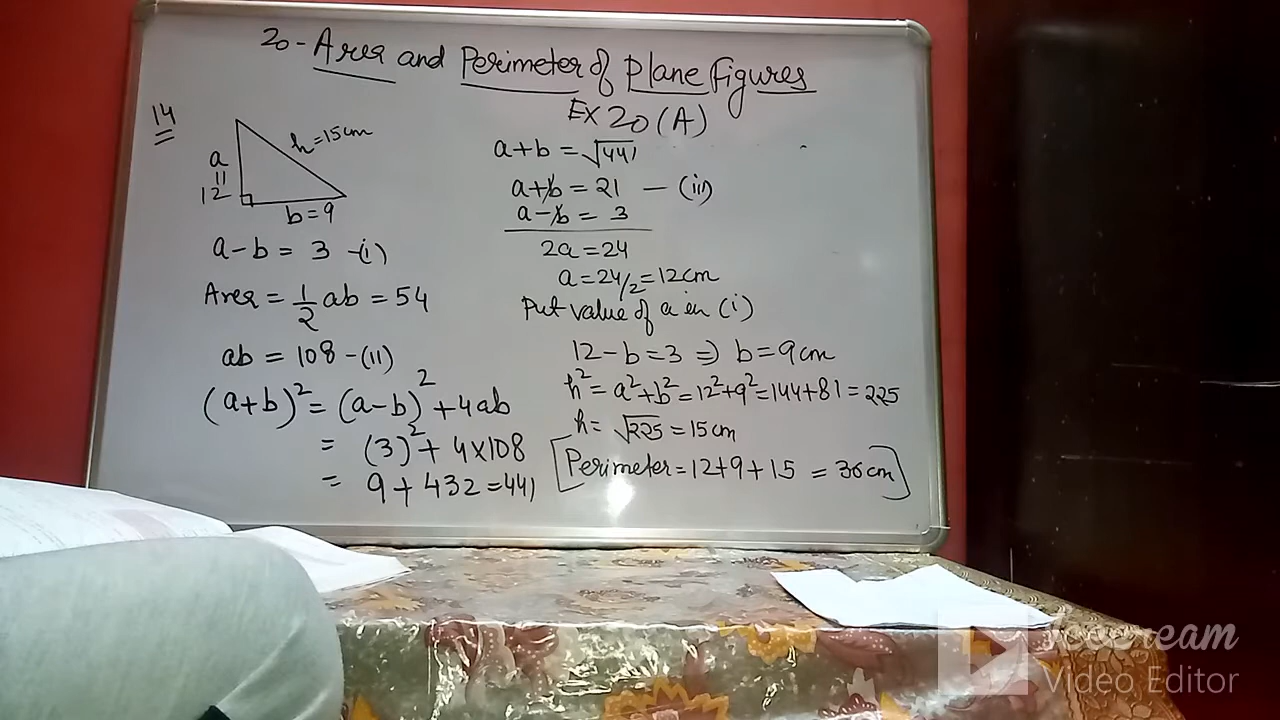 20- Area and Perimeter of Plane Figures
EX 20 (A)
14
h=15cm
a
=
12
b=9
a-b = 3 -(i)
Area = 1/2 ab = 54
ab = 108 -(II)
(a+b)² = (a-b)² + 4ab
= (3)² + 4×108
= 9 + 432 = 441
a+b = √441
a+b = 21 - (iii)
a-b = 3
2a = 24
a = 24/2 = 12cm
Put value of a in (i)
12-b=3 ⇒ b=9cm
h² = a²+b² = 12²+9² = 144+81 = 225
h = √225 = 15cm
[Perimeter = 12+9+15 = 36cm]
Icecream
Video Editor